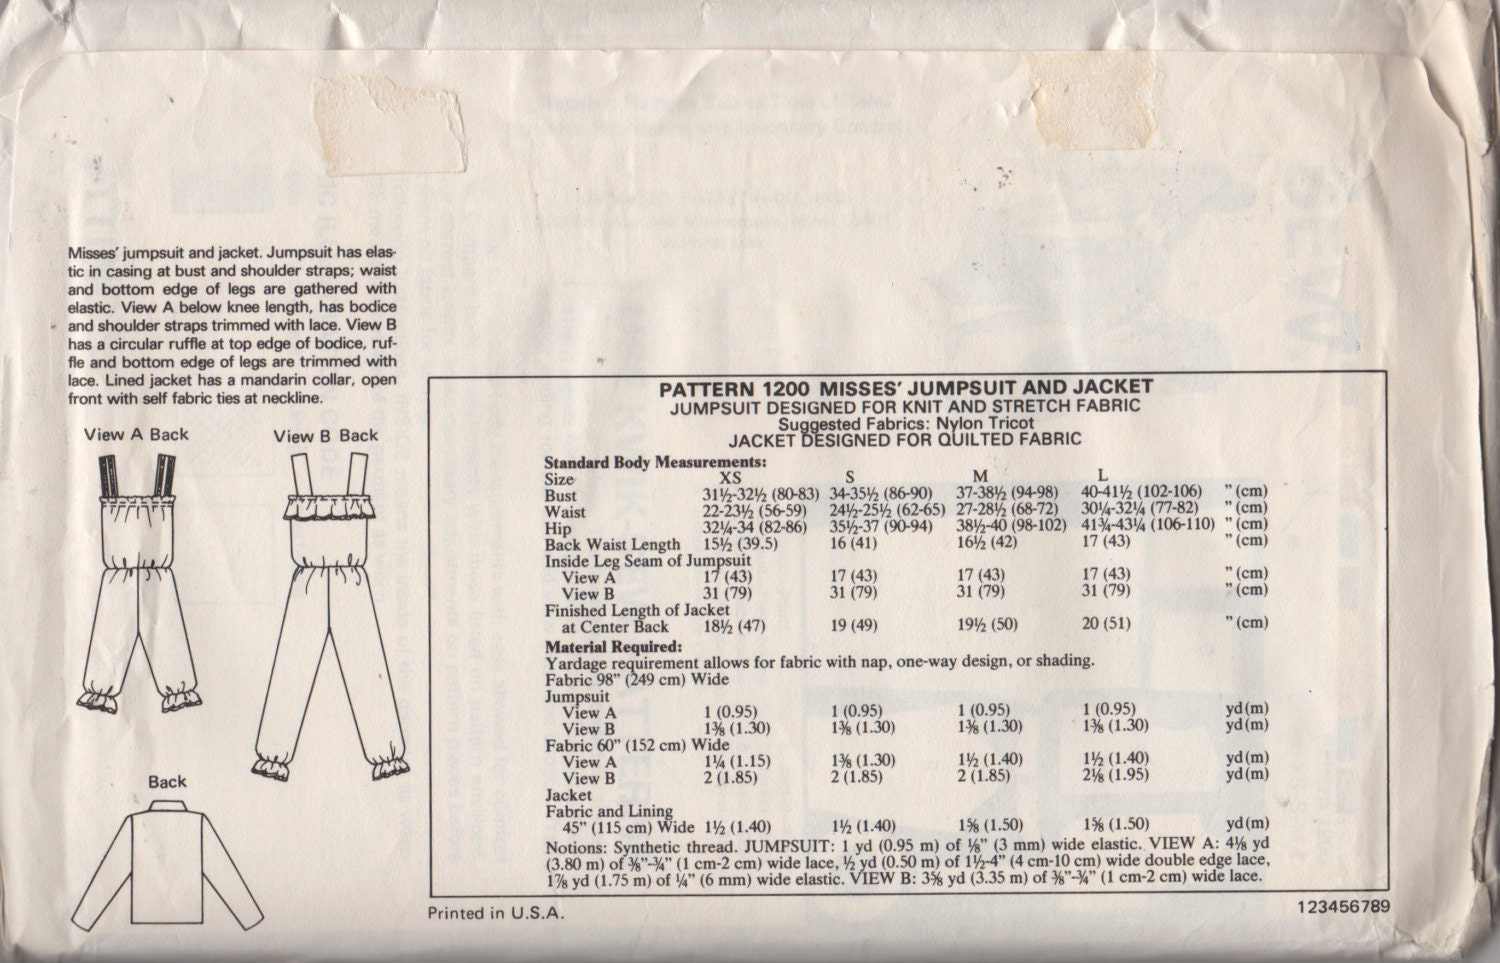 Misses' jumpsuit and jacket. Jumpsuit has elas-
tic in casing at bust and shoulder straps; waist
and bottom edge of legs are gathered with
elastic. View A below knee length, has bodice
and shoulder straps trimmed with lace. View B
has a circular ruffle at top edge of bodice, ruf-
fle and bottom edge of legs are trimmed with
lace. Lined jacket has a mandarin collar, open
front with self fabric ties at neckline.
View A Back View B Back
Back
PATTERN 1200 MISSES' JUMPSUIT AND JACKET
JUMPSUIT DESIGNED FOR KNIT AND STRETCH FABRIC
Suggested Fabrics: Nylon Tricot
JACKET DESIGNED FOR QUILTED FABRIC
Standard Body Measurements:
Size XS S M L
Bust 31½-32½ (80-83) 34-35½ (86-90) 37-38½ (94-98) 40-41½ (102-106) " (cm)
Waist 22-23½ (56-59) 24½-25½ (62-65) 27-28½ (68-72) 30¼-32¼ (77-82) " (cm)
Hip 32¼-34 (82-86) 35½-37 (90-94) 38½-40 (98-102) 41¾-43¼ (106-110) " (cm)
Back Waist Length 15½ (39.5) 16 (41) 16½ (42) 17 (43) " (cm)
Inside Leg Seam of Jumpsuit
View A 17 (43) 17 (43) 17 (43) 17 (43) " (cm)
View B 31 (79) 31 (79) 31 (79) 31 (79) " (cm)
Finished Length of Jacket
at Center Back 18½ (47) 19 (49) 19½ (50) 20 (51) " (cm)
Material Required:
Yardage requirement allows for fabric with nap, one-way design, or shading.
Fabric 98" (249 cm) Wide
Jumpsuit
View A 1 (0.95) 1 (0.95) 1 (0.95) 1 (0.95) yd (m)
View B 1⅜ (1.30) 1⅜ (1.30) 1⅜ (1.30) 1⅜ (1.30) yd (m)
Fabric 60" (152 cm) Wide
View A 1¼ (1.15) 1⅜ (1.30) 1½ (1.40) 1½ (1.40) yd (m)
View B 2 (1.85) 2 (1.85) 2 (1.85) 2⅛ (1.95) yd (m)
Jacket
Fabric and Lining
45" (115 cm) Wide 1½ (1.40) 1½ (1.40) 1⅝ (1.50) 1⅝ (1.50) yd (m)
Notions: Synthetic thread. JUMPSUIT: 1 yd (0.95 m) of ⅛" (3 mm) wide elastic. VIEW A: 4⅛ yd
(3.80 m) of ⅜"-¾" (1 cm-2 cm) wide lace, ½ yd (0.50 m) of 1½-4" (4 cm-10 cm) wide double edge lace,
1⅞ yd (1.75 m) of ¼" (6 mm) wide elastic. VIEW B: 3⅝ yd (3.35 m) of ⅜"-¾" (1 cm-2 cm) wide lace.
Printed in U.S.A. 123456789